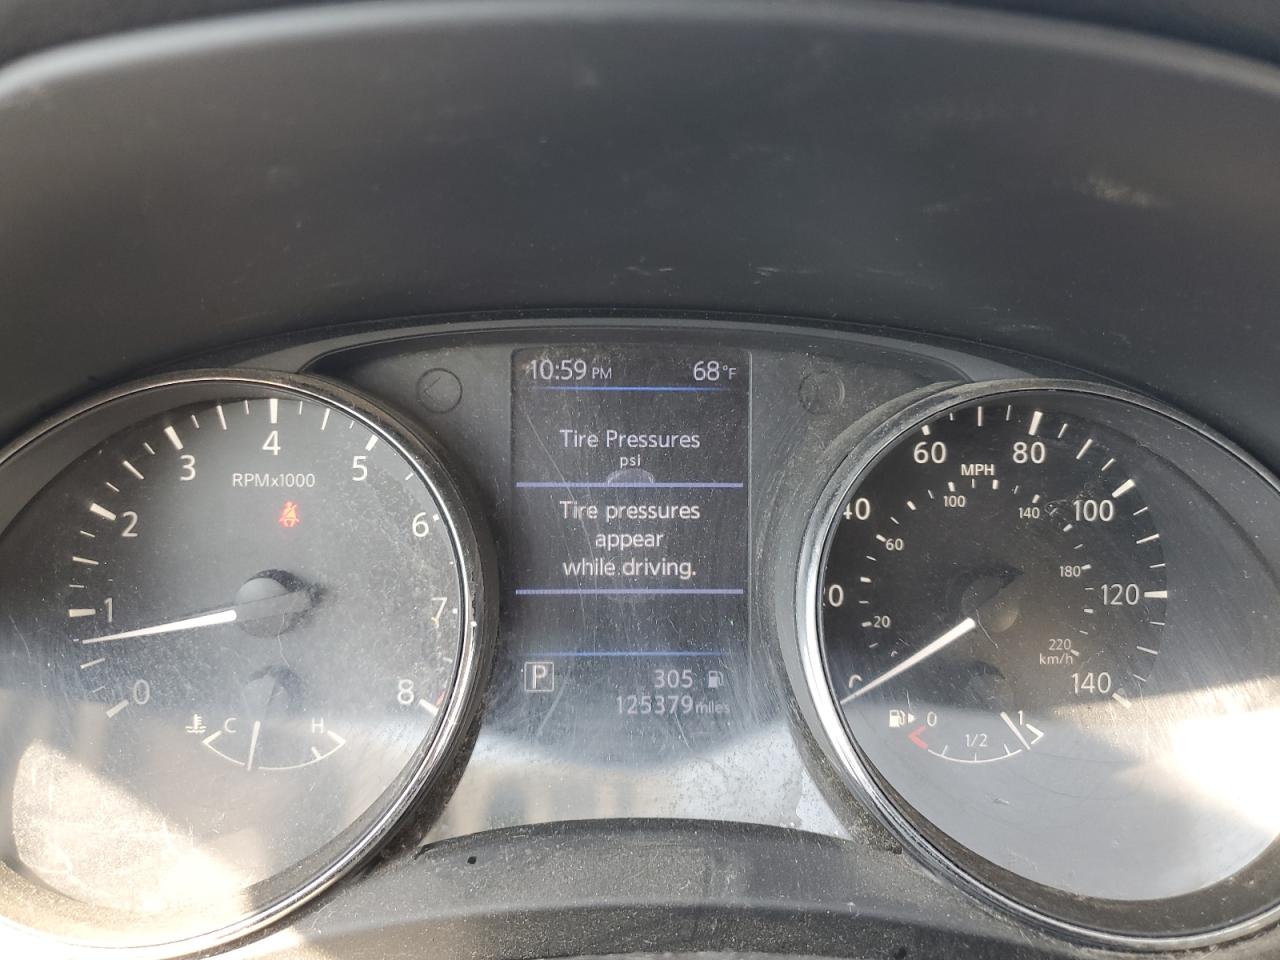 10:59 PM 68°F
Tire Pressures
psi
Tire pressures
appear
while driving.
P 305
125379 miles
0 1 2 3 4 5 6 7 8
RPMx1000
C H
0 40 60 80 100 120 140
MPH
20 60 100 140 180 220
km/h
0 1/2 1